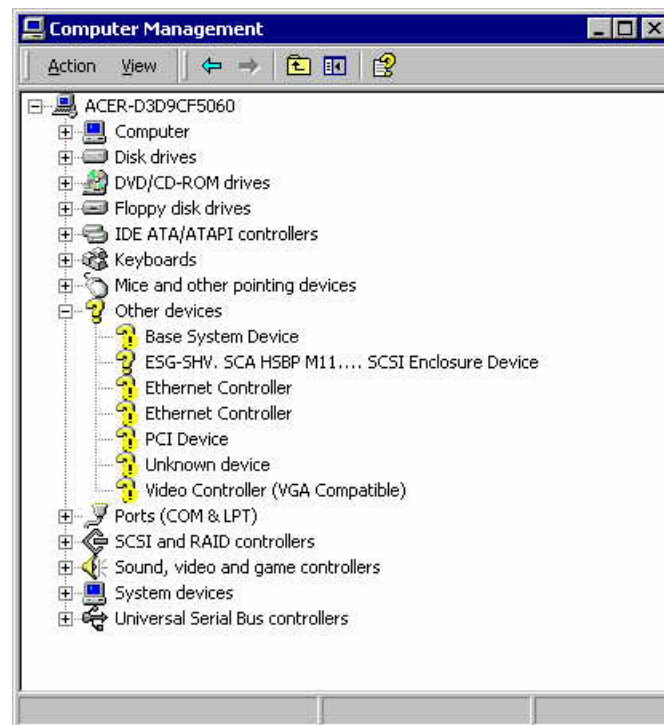 Computer Management
Action View
ACER-D3D9CF5060
Computer
Disk drives
DVD/CD-ROM drives
Floppy disk drives
IDE ATA/ATAPI controllers
Keyboards
Mice and other pointing devices
Other devices
Base System Device
ESG-SHV. SCA HSBP M11.... SCSI Enclosure Device
Ethernet Controller
Ethernet Controller
PCI Device
Unknown device
Video Controller (VGA Compatible)
Ports (COM & LPT)
SCSI and RAID controllers
Sound, video and game controllers
System devices
Universal Serial Bus controllers